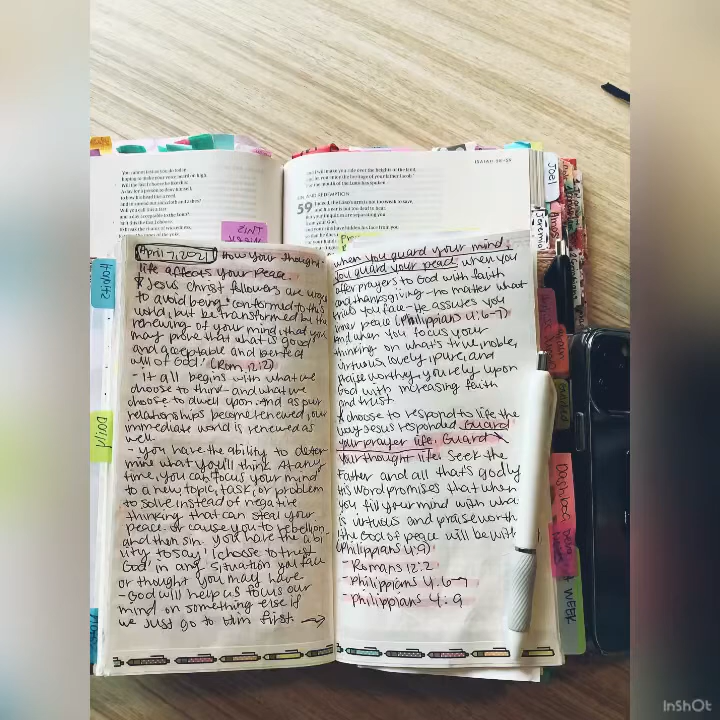 ISAIAH 58–59
59
Joel
Jeremiah
Amos
THIS
WEEK
April 7, 2021 How your thought
life affects your peace.
Jesus christ followers are
to avoid being "conformed to this
world, but be transformed by the
renewing of your mind that you
may prove that what is good
and acceptable and perfect
will of God." (Rom 12:2)
- It all begins with what we
choose to think- and what we
choose to dwell upon. And as our
relationships become renewed, our
immediate world is renewed as
well.
- you have the ability to deter
mine what you'll think. At any
time, you can focus your mind
to a new topic, task, or problem
to solve instead of negative
thinking that can steal your
peace or cause you to rebellion
and then sin. you have the abi-
lity to say "I choose to trust
God" in any situation you face
or thought you may have
- God will help us focus our
mind on something else if
we just go to Him first. →
when you guard your mind,
you guard your peace. when you
offer prayers to God with faith
and thanksgiving- no matter what
trials you face- He assures you
inner peace (Philippians 4:6-7)
And when you focus your
thinking on what's true, noble,
virtuous, lovely, pure, and
praise worthy- you rely upon
God with increasing faith
and trust.
choose to respond to life the
way Jesus responded. Guard
your prayer life. Guard
your thought life. Seek the
Father and all that's godly
His word promises that when
you fill your mind with what
is virtuous and praiseworth
the God of peace will be with
(Philippians 4:9)
- Romans 12:2
- Philippians 4:6-7
- Philippians 4:9
Daily
WEEK
InShOt